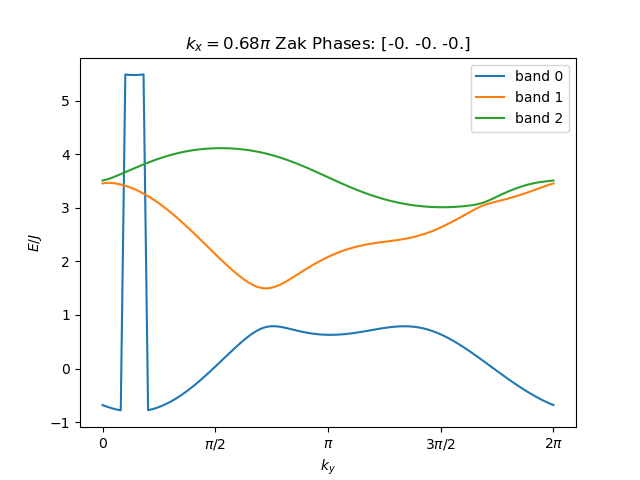 $k_x = 0.68\pi$ Zak Phases: [-0. -0. -0.]
band 0
band 1
band 2
E/J
5
4
3
2
1
0
−1
0
π/2
π
3π/2
2π
$k_y$